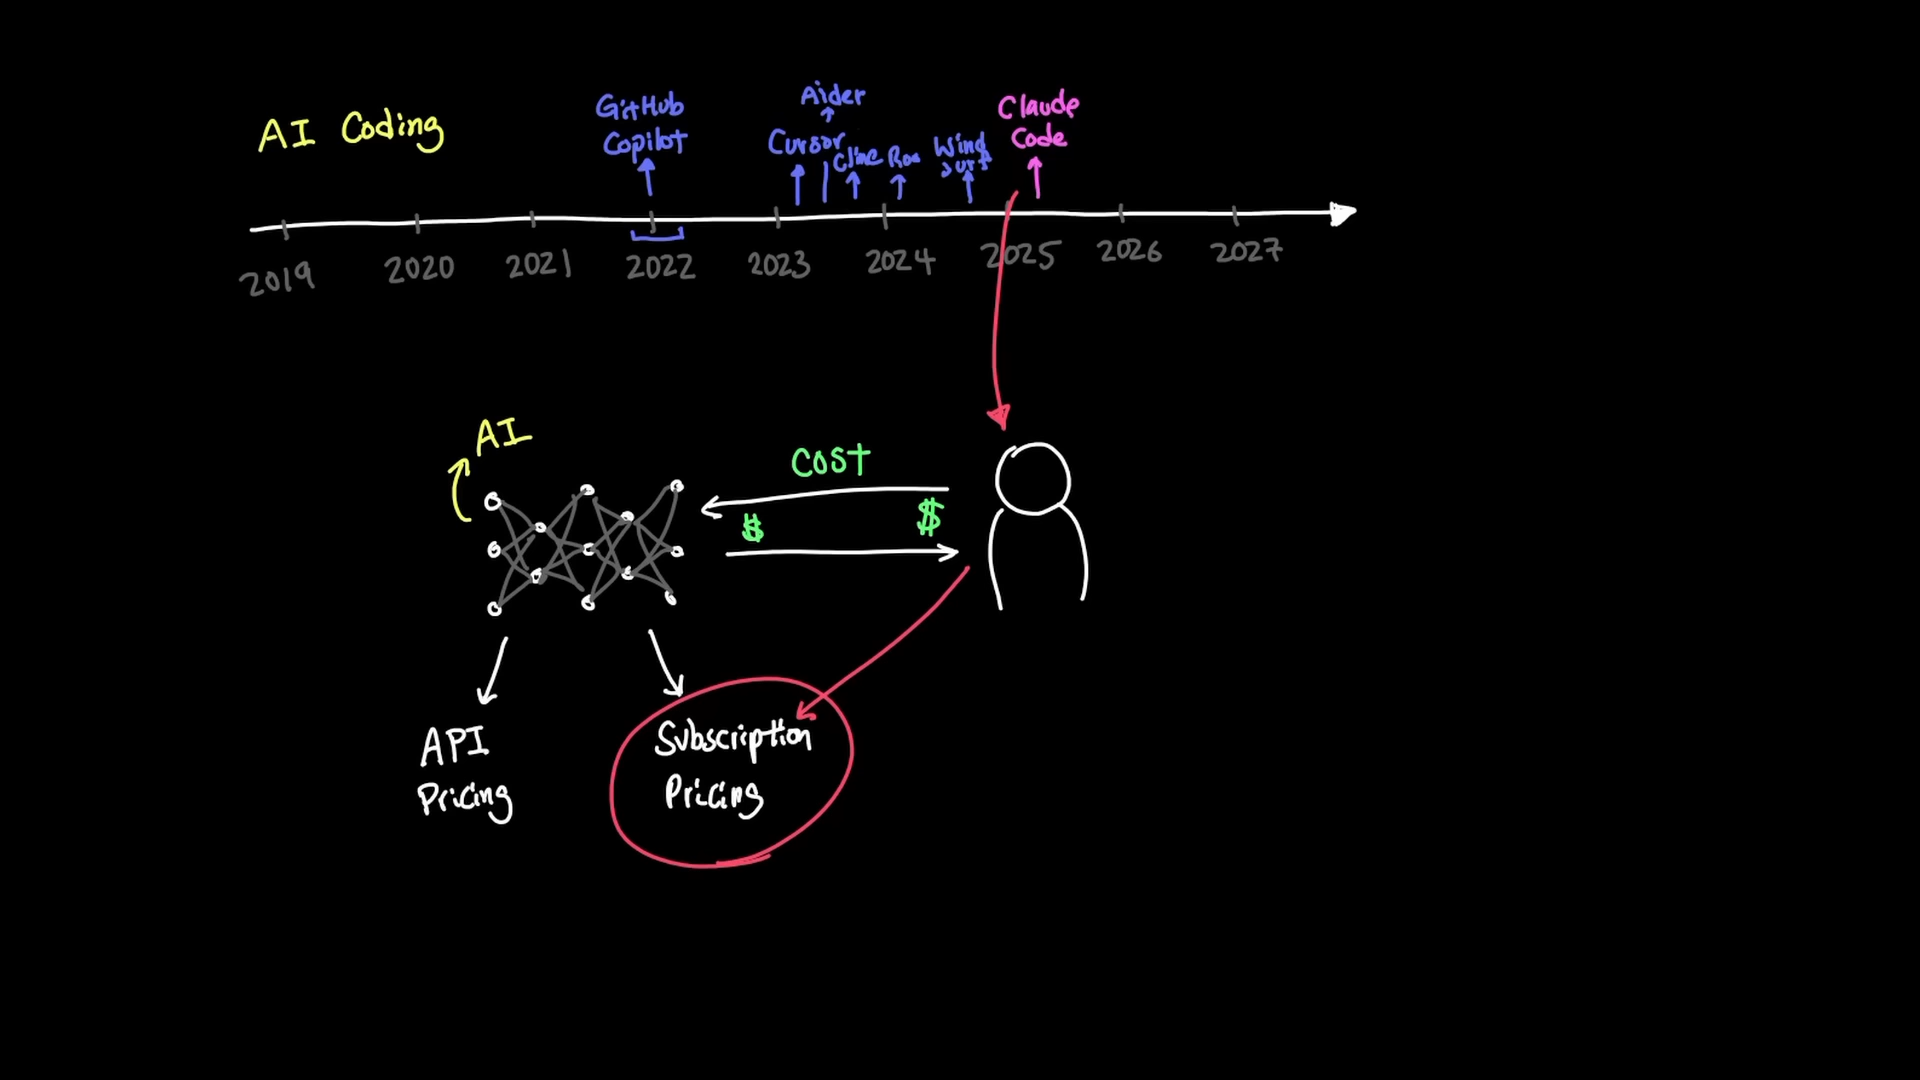 AI Coding
GitHub
Copilot
Aider
Cursor
Cline
Roo
Wind
surf
Claude
Code
2019
2020
2021
2022
2023
2024
2025
2026
2027
AI
COST
$
$
API
Pricing
Subscription
Pricing